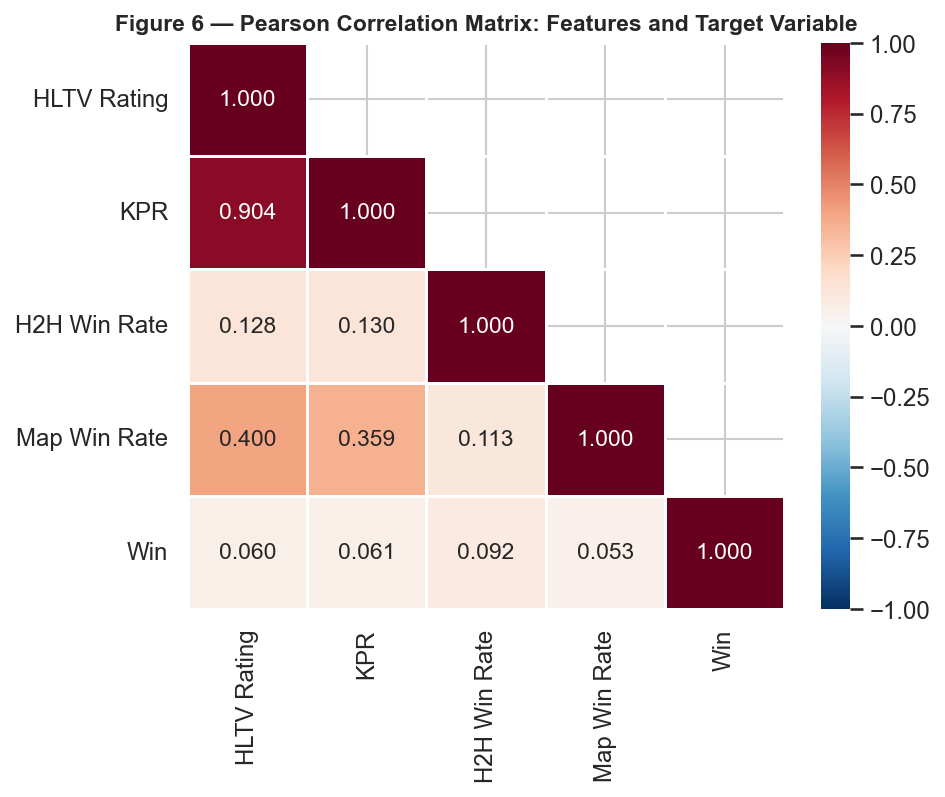 Figure 6 — Pearson Correlation Matrix: Features and Target Variable
HLTV Rating
1.000
KPR
0.904 1.000
H2H Win Rate
0.128 0.130 1.000
Map Win Rate
0.400 0.359 0.113 1.000
Win
0.060 0.061 0.092 0.053 1.000
HLTV Rating
KPR
H2H Win Rate
Map Win Rate
Win
1.00
0.75
0.50
0.25
0.00
−0.25
−0.50
−0.75
−1.00